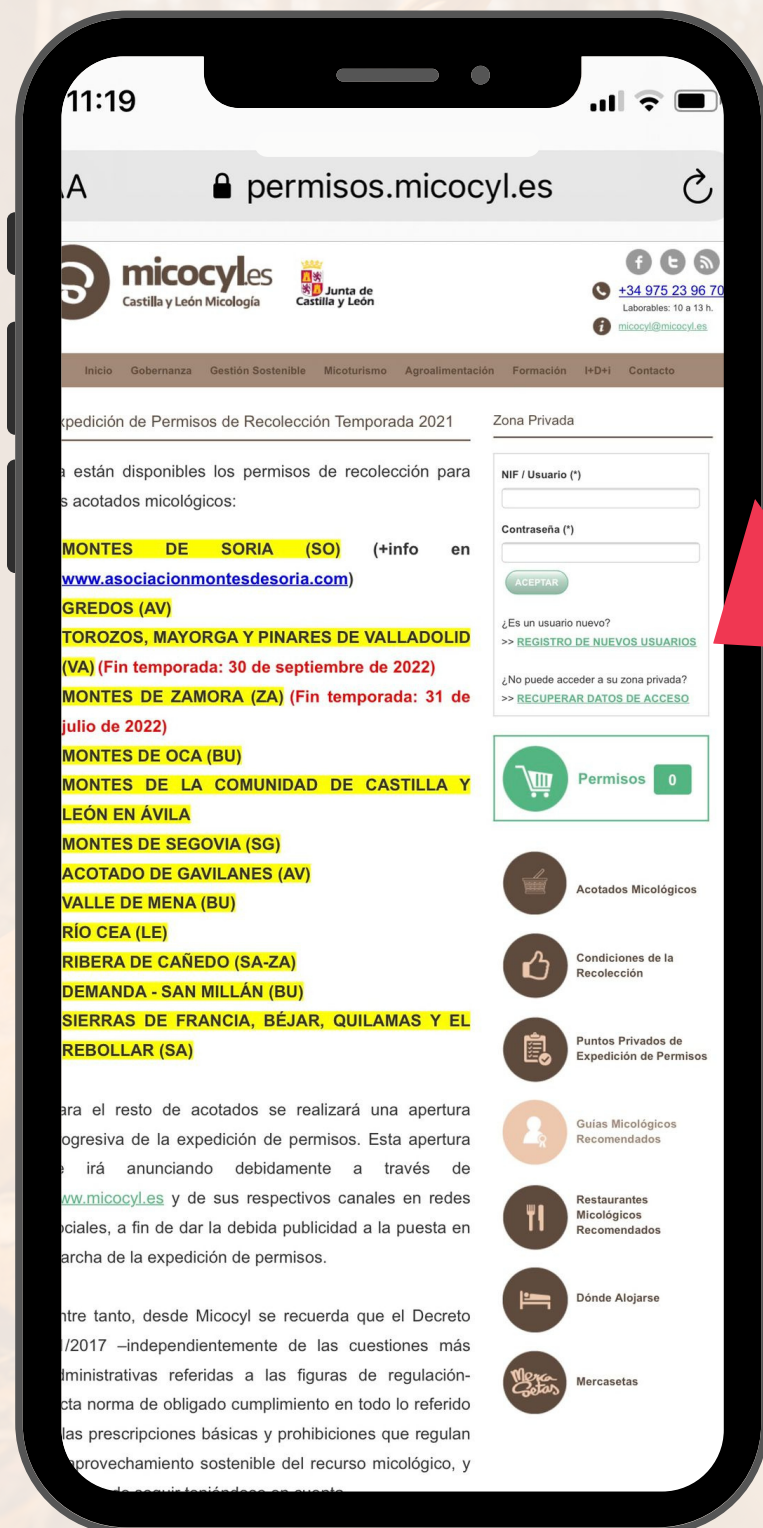 11:19
AA
permisos.micocyl.es
micocyl.es
Castilla y León Micología
Junta de
Castilla y León
+34 975 23 96 70
Laborables: 10 a 13 h.
micocyl@micocyl.es
Inicio Gobernanza Gestión Sostenible Micoturismo Agroalimentación Formación I+D+i Contacto
xpedición de Permisos de Recolección Temporada 2021
a están disponibles los permisos de recolección para
s acotados micológicos:
MONTES DE SORIA (SO) (+info en
www.asociacionmontesdesoria.com)
GREDOS (AV)
TOROZOS, MAYORGA Y PINARES DE VALLADOLID
(VA) (Fin temporada: 30 de septiembre de 2022)
MONTES DE ZAMORA (ZA) (Fin temporada: 31 de
julio de 2022)
MONTES DE OCA (BU)
MONTES DE LA COMUNIDAD DE CASTILLA Y
LEÓN EN ÁVILA
MONTES DE SEGOVIA (SG)
ACOTADO DE GAVILANES (AV)
VALLE DE MENA (BU)
RÍO CEA (LE)
RIBERA DE CAÑEDO (SA-ZA)
DEMANDA - SAN MILLÁN (BU)
SIERRAS DE FRANCIA, BÉJAR, QUILAMAS Y EL
REBOLLAR (SA)
ara el resto de acotados se realizará una apertura
ogresiva de la expedición de permisos. Esta apertura
e irá anunciando debidamente a través de
ww.micocyl.es y de sus respectivos canales en redes
ociales, a fin de dar la debida publicidad a la puesta en
archa de la expedición de permisos.
ntre tanto, desde Micocyl se recuerda que el Decreto
1/2017 –independientemente de las cuestiones más
dministrativas referidas a las figuras de regulación-
cta norma de obligado cumplimiento en todo lo referido
las prescripciones básicas y prohibiciones que regulan
aprovechamiento sostenible del recurso micológico, y
Zona Privada
NIF / Usuario (*)
Contraseña (*)
ACEPTAR
¿Es un usuario nuevo?
>> REGISTRO DE NUEVOS USUARIOS
¿No puede acceder a su zona privada?
>> RECUPERAR DATOS DE ACCESO
Permisos 0
Acotados Micológicos
Condiciones de la
Recolección
Puntos Privados de
Expedición de Permisos
Guías Micológicos
Recomendados
Restaurantes
Micológicos
Recomendados
Dónde Alojarse
Merca
Setas
Mercasetas